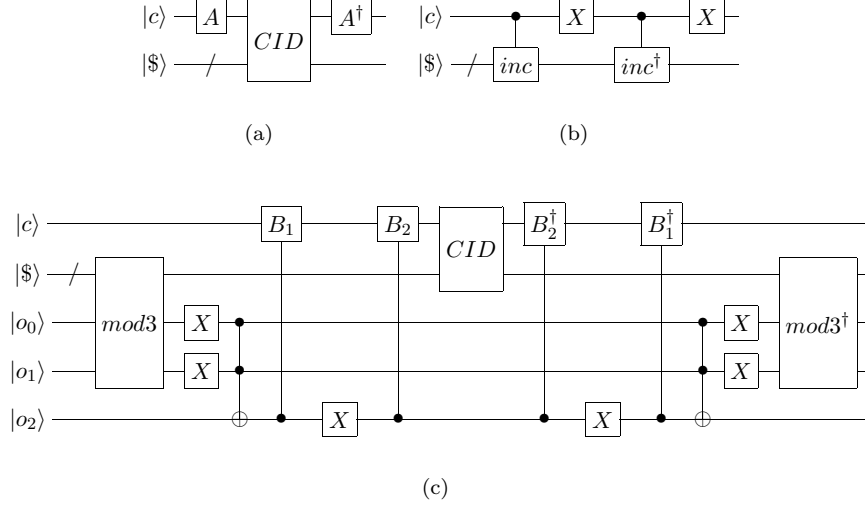 |c⟩ A CID A† |c⟩ X X
|$⟩ / |$⟩ / inc inc†
(a) (b)
|c⟩ B₁ B₂ CID B₂† B₁†
|$⟩ /
|o₀⟩ mod3 X X mod3†
|o₁⟩ X X
|o₂⟩ X X
(c)